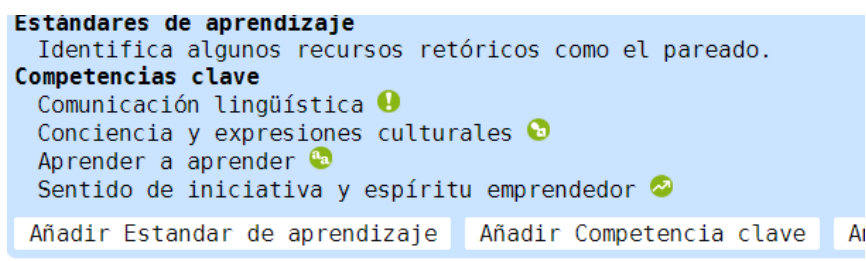 Estándares de aprendizaje
Identifica algunos recursos retóricos como el pareado.
Competencias clave
Comunicación lingüística
Conciencia y expresiones culturales
Aprender a aprender
Sentido de iniciativa y espíritu emprendedor
Añadir Estandar de aprendizaje Añadir Competencia clave